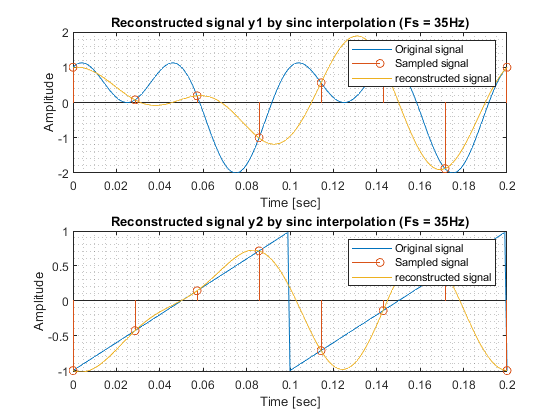 Reconstructed signal y1 by sinc interpolation (Fs = 35Hz)
2
1
0
-1
-2
Amplitude
Original signal
Sampled signal
reconstructed signal
0 0.02 0.04 0.06 0.08 0.1 0.12 0.14 0.16 0.18 0.2
Time [sec]
Reconstructed signal y2 by sinc interpolation (Fs = 35Hz)
1
0.5
0
-0.5
-1
Amplitude
Original signal
Sampled signal
reconstructed signal
0 0.02 0.04 0.06 0.08 0.1 0.12 0.14 0.16 0.18 0.2
Time [sec]